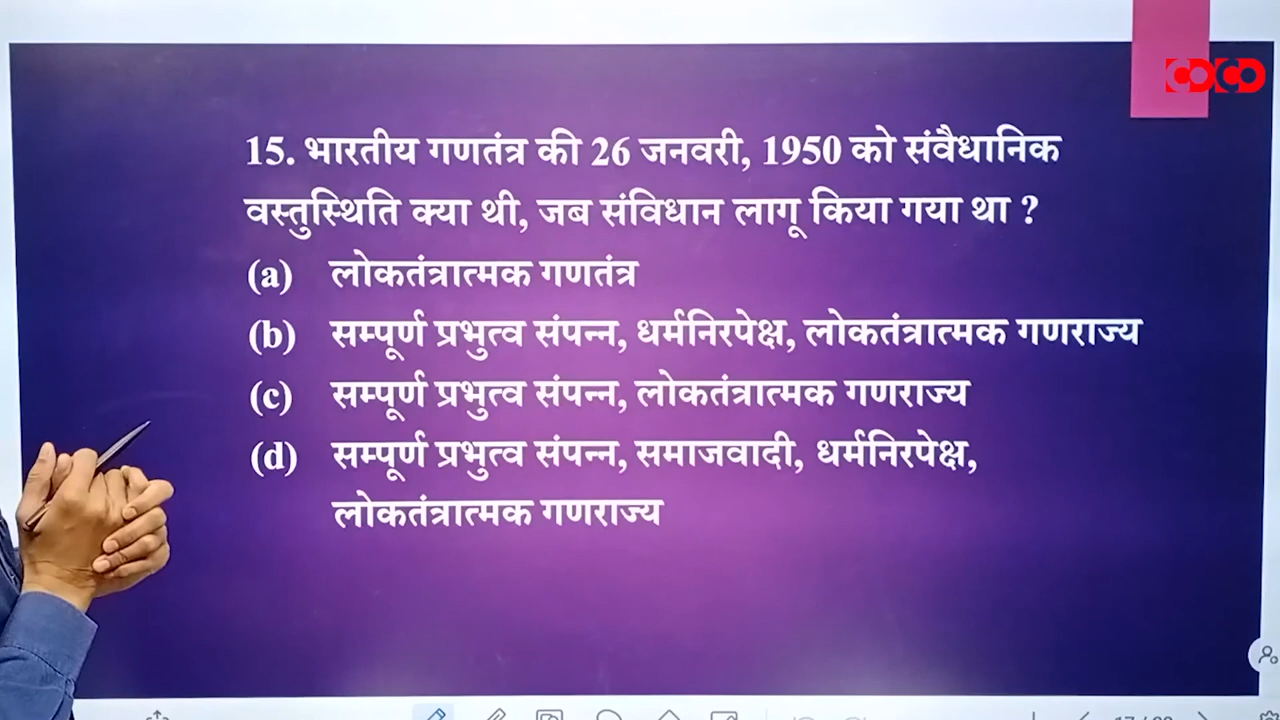 COCO
15. भारतीय गणतंत्र की 26 जनवरी, 1950 को संवैधानिक
वस्तुस्थिति क्या थी, जब संविधान लागू किया गया था ?
(a) लोकतंत्रात्मक गणतंत्र
(b) सम्पूर्ण प्रभुत्व संपन्न, धर्मनिरपेक्ष, लोकतंत्रात्मक गणराज्य
(c) सम्पूर्ण प्रभुत्व संपन्न, लोकतंत्रात्मक गणराज्य
(d) सम्पूर्ण प्रभुत्व संपन्न, समाजवादी, धर्मनिरपेक्ष,
लोकतंत्रात्मक गणराज्य